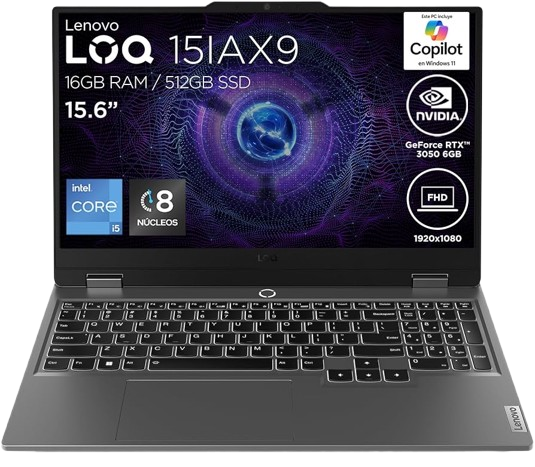 Lenovo
LOQ 15IAX9
16GB RAM / 512GB SSD
15.6”
Este PC incluye
Copilot
en Windows 11
NVIDIA.
GeForce RTX™
3050 6GB
intel
CORE
i5
8
NÚCLEOS
FHD
1920x1080
LOQ
Q W E R T Y U I O P
A S D F G H J K L
Z X C V B N M
Lenovo